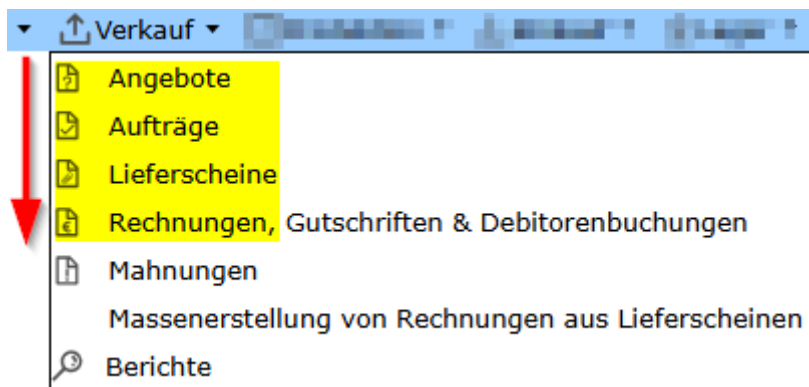 Verkauf
Angebote
Aufträge
Lieferscheine
Rechnungen, Gutschriften & Debitorenbuchungen
Mahnungen
Massenerstellung von Rechnungen aus Lieferscheinen
Berichte